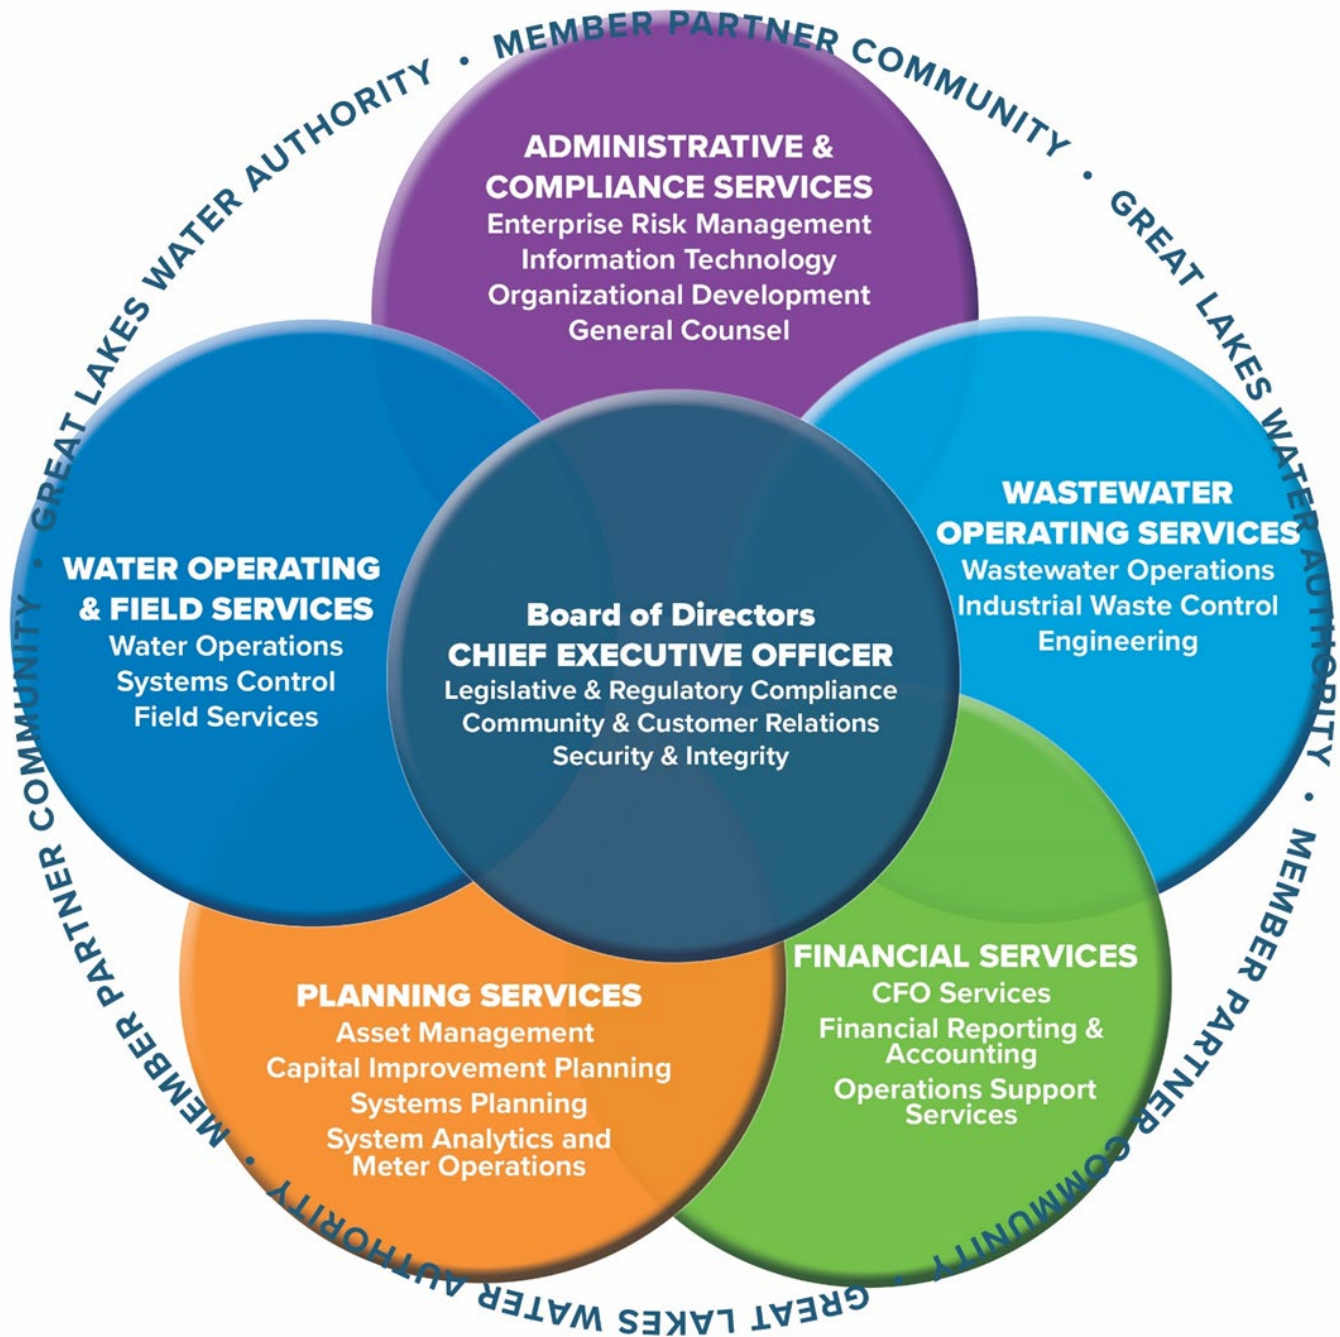 MEMBER PARTNER COMMUNITY • GREAT LAKES WATER AUTHORITY • MEMBER PARTNER COMMUNITY • GREAT LAKES WATER AUTHORITY • MEMBER PARTNER COMMUNITY • GREAT LAKES WATER AUTHORITY •
ADMINISTRATIVE &
COMPLIANCE SERVICES
Enterprise Risk Management
Information Technology
Organizational Development
General Counsel
WASTEWATER
OPERATING SERVICES
Wastewater Operations
Industrial Waste Control
Engineering
WATER OPERATING
& FIELD SERVICES
Water Operations
Systems Control
Field Services
Board of Directors
CHIEF EXECUTIVE OFFICER
Legislative & Regulatory Compliance
Community & Customer Relations
Security & Integrity
FINANCIAL SERVICES
CFO Services
Financial Reporting &
Accounting
Operations Support
Services
PLANNING SERVICES
Asset Management
Capital Improvement Planning
Systems Planning
System Analytics and
Meter Operations